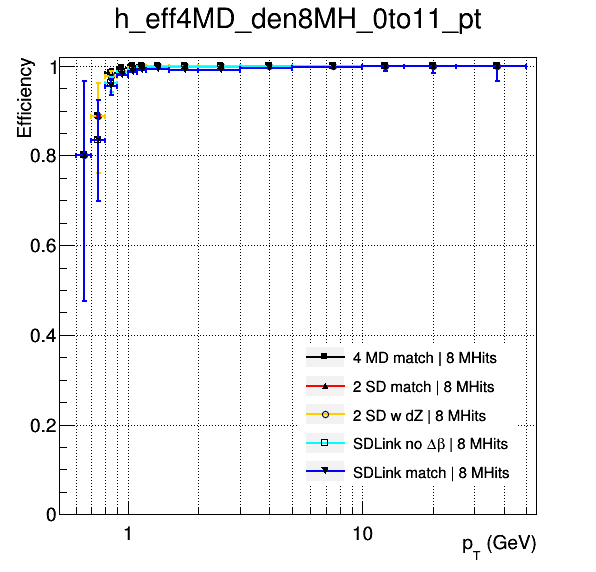 h_eff4MD_den8MH_0to11_pt
Efficiency
1
0.8
0.6
0.4
0.2
0
4 MD match | 8 MHits
2 SD match | 8 MHits
2 SD w dZ | 8 MHits
SDLink no Δβ | 8 MHits
SDLink match | 8 MHits
1 10
p_T (GeV)